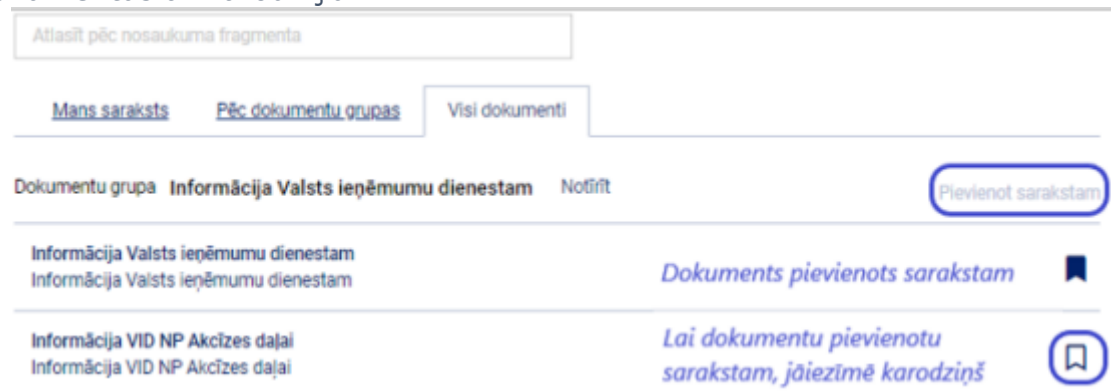 Atlasīt pēc nosaukuma fragmenta
Mans saraksts Pēc dokumentu grupas Visi dokumenti
Dokumentu grupa Informācija Valsts ieņēmumu dienestam Notīrīt Pievienot sarakstam
Informācija Valsts ieņēmumu dienestam
Informācija Valsts ieņēmumu dienestam
Dokuments pievienots sarakstam
Informācija VID NP Akcīzes daļai
Informācija VID NP Akcīzes daļai
Lai dokumentu pievienotu
sarakstam, jāiezīmē karodziņš